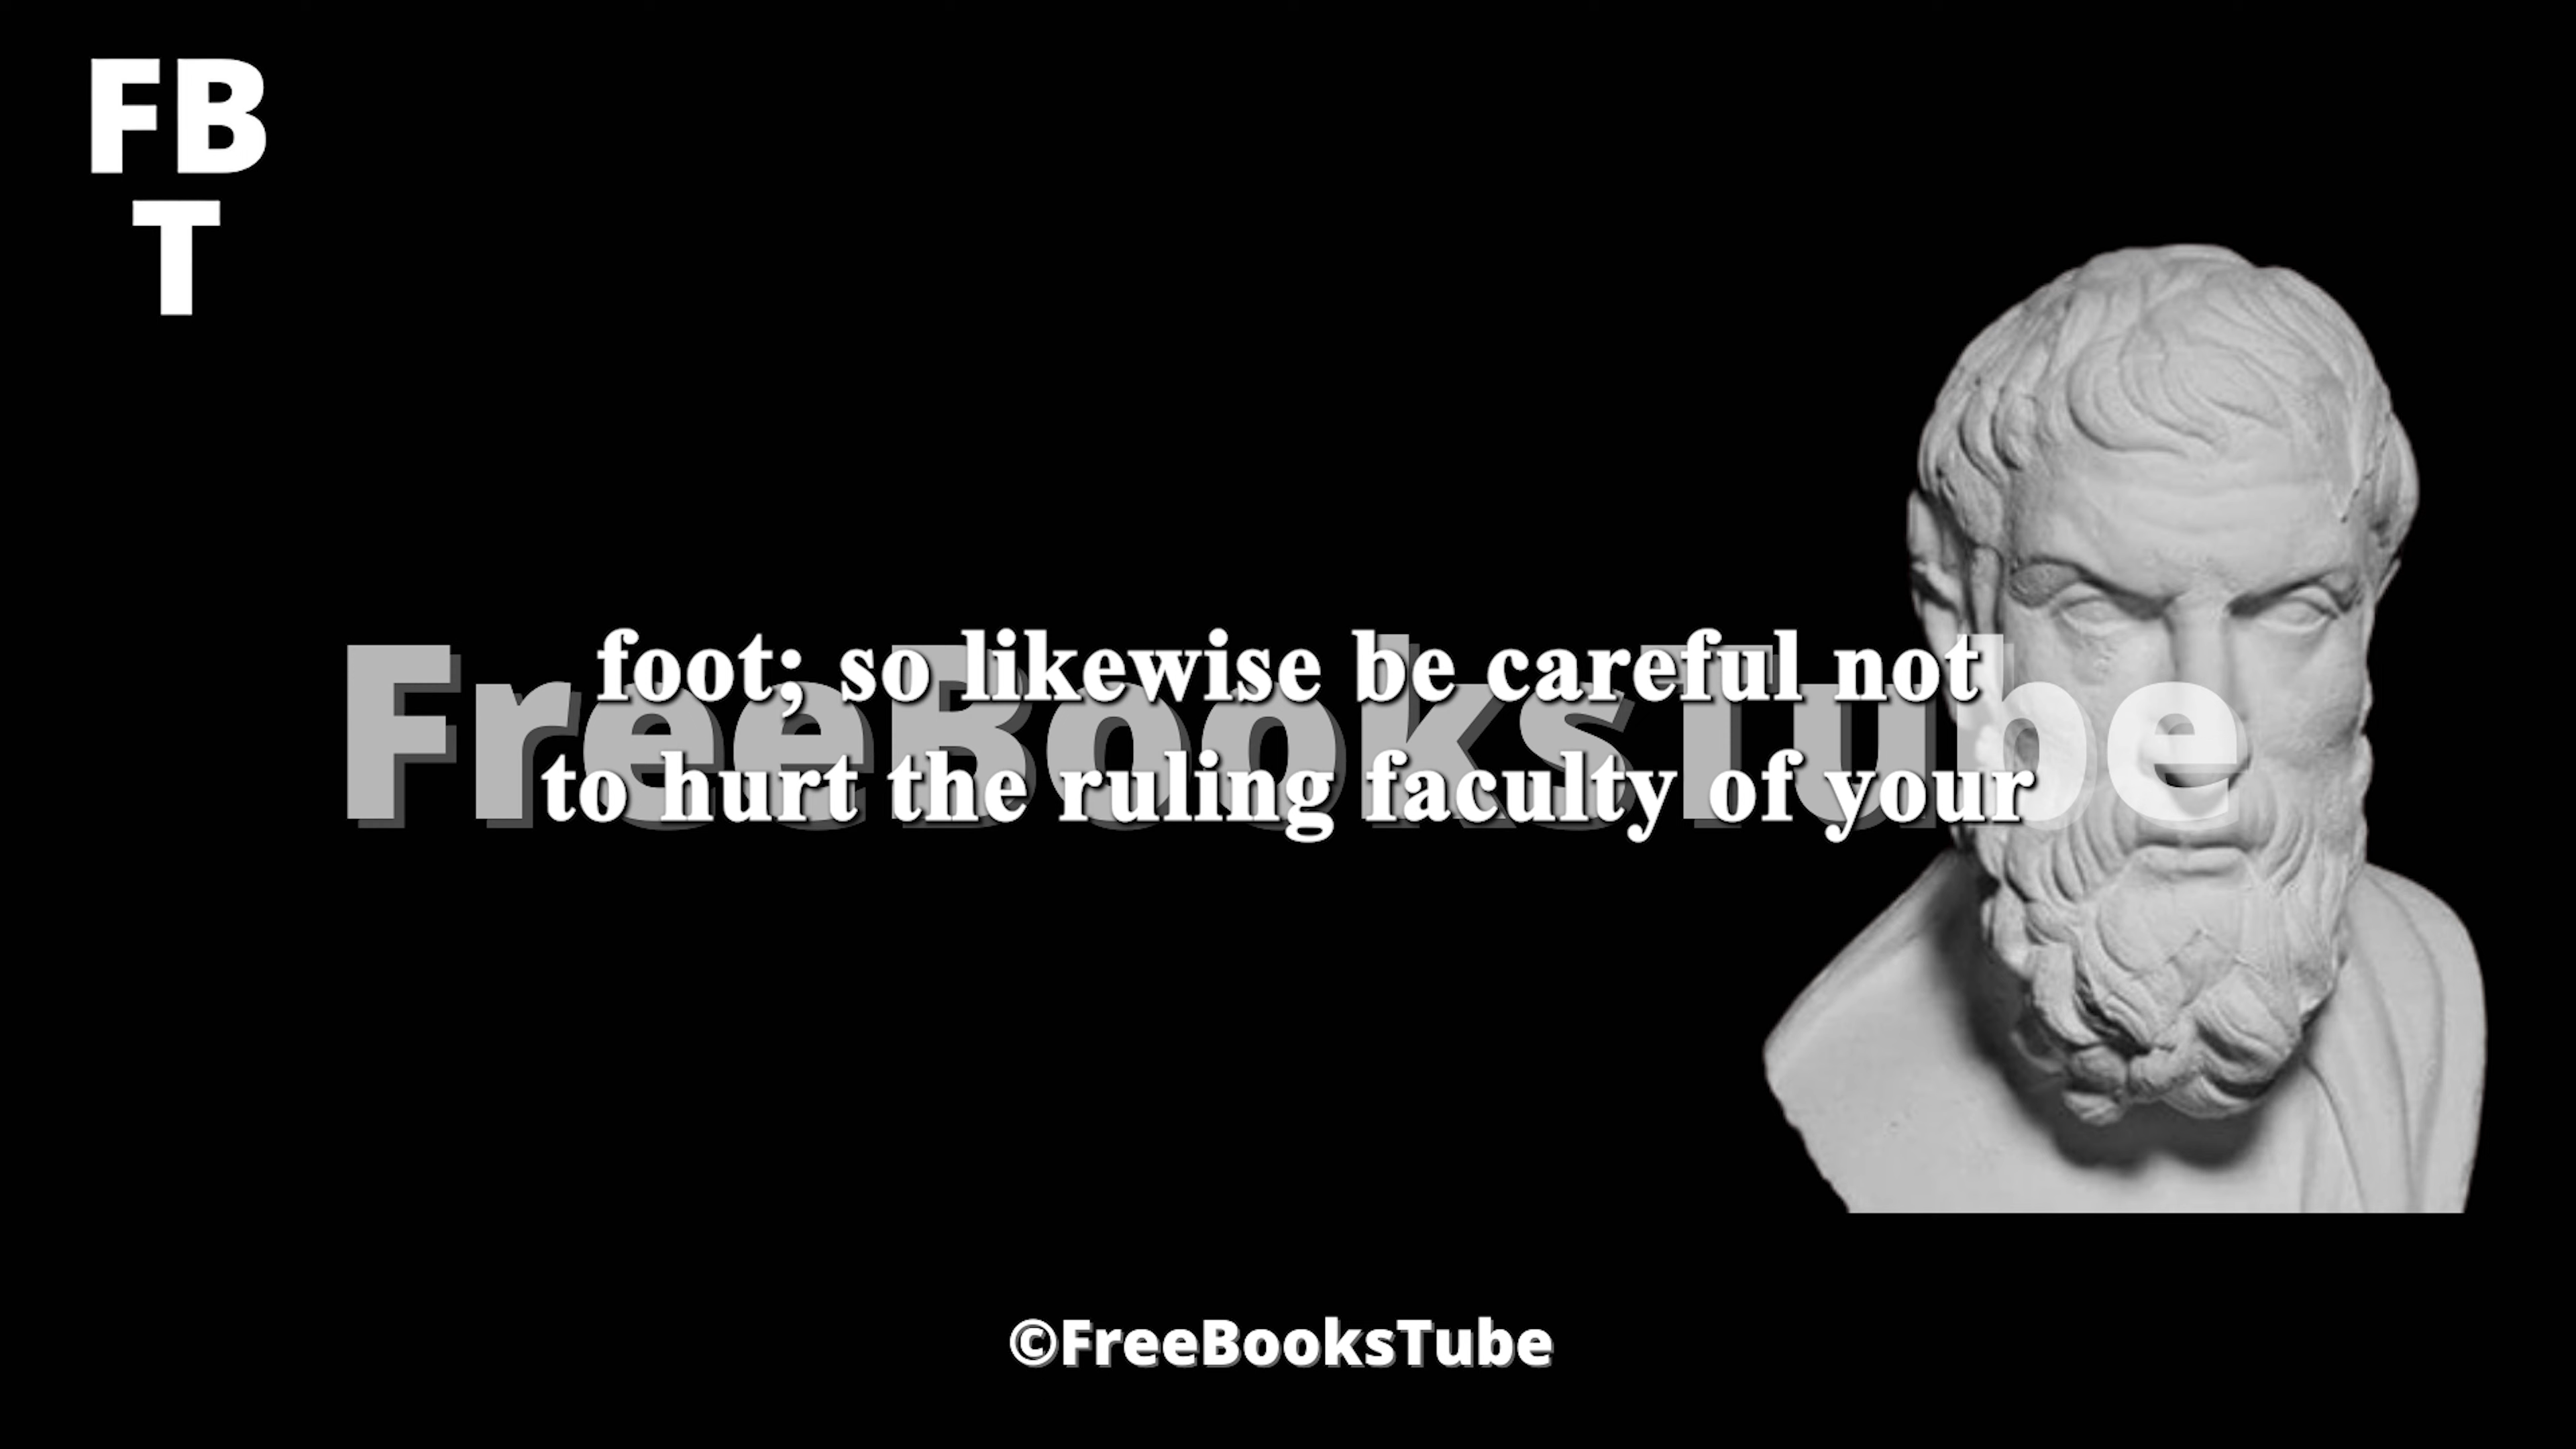 FB
T
FreeBooksTube
foot; so likewise be careful not
to hurt the ruling faculty of your
©FreeBooksTube